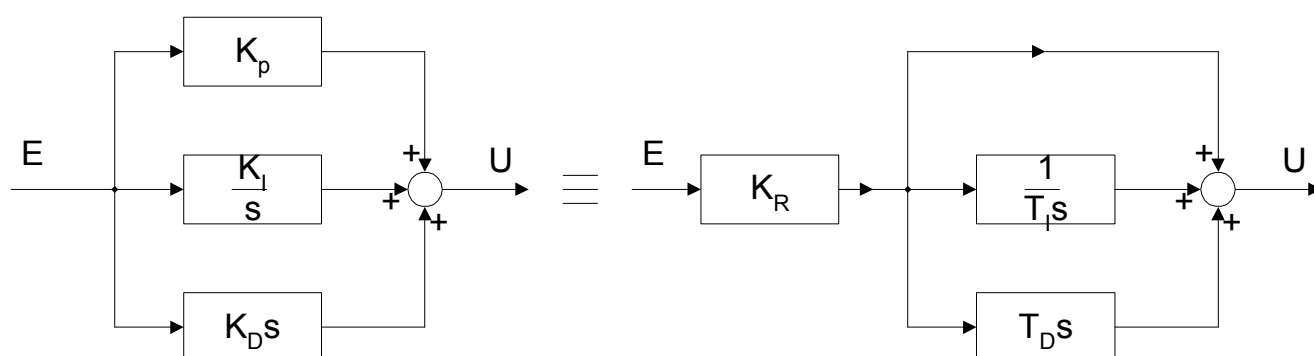 K_p
E
K_I
s
+
+
+
U
K_D s
≡
E
K_R
1
T_I s
+
+
+
U
T_D s